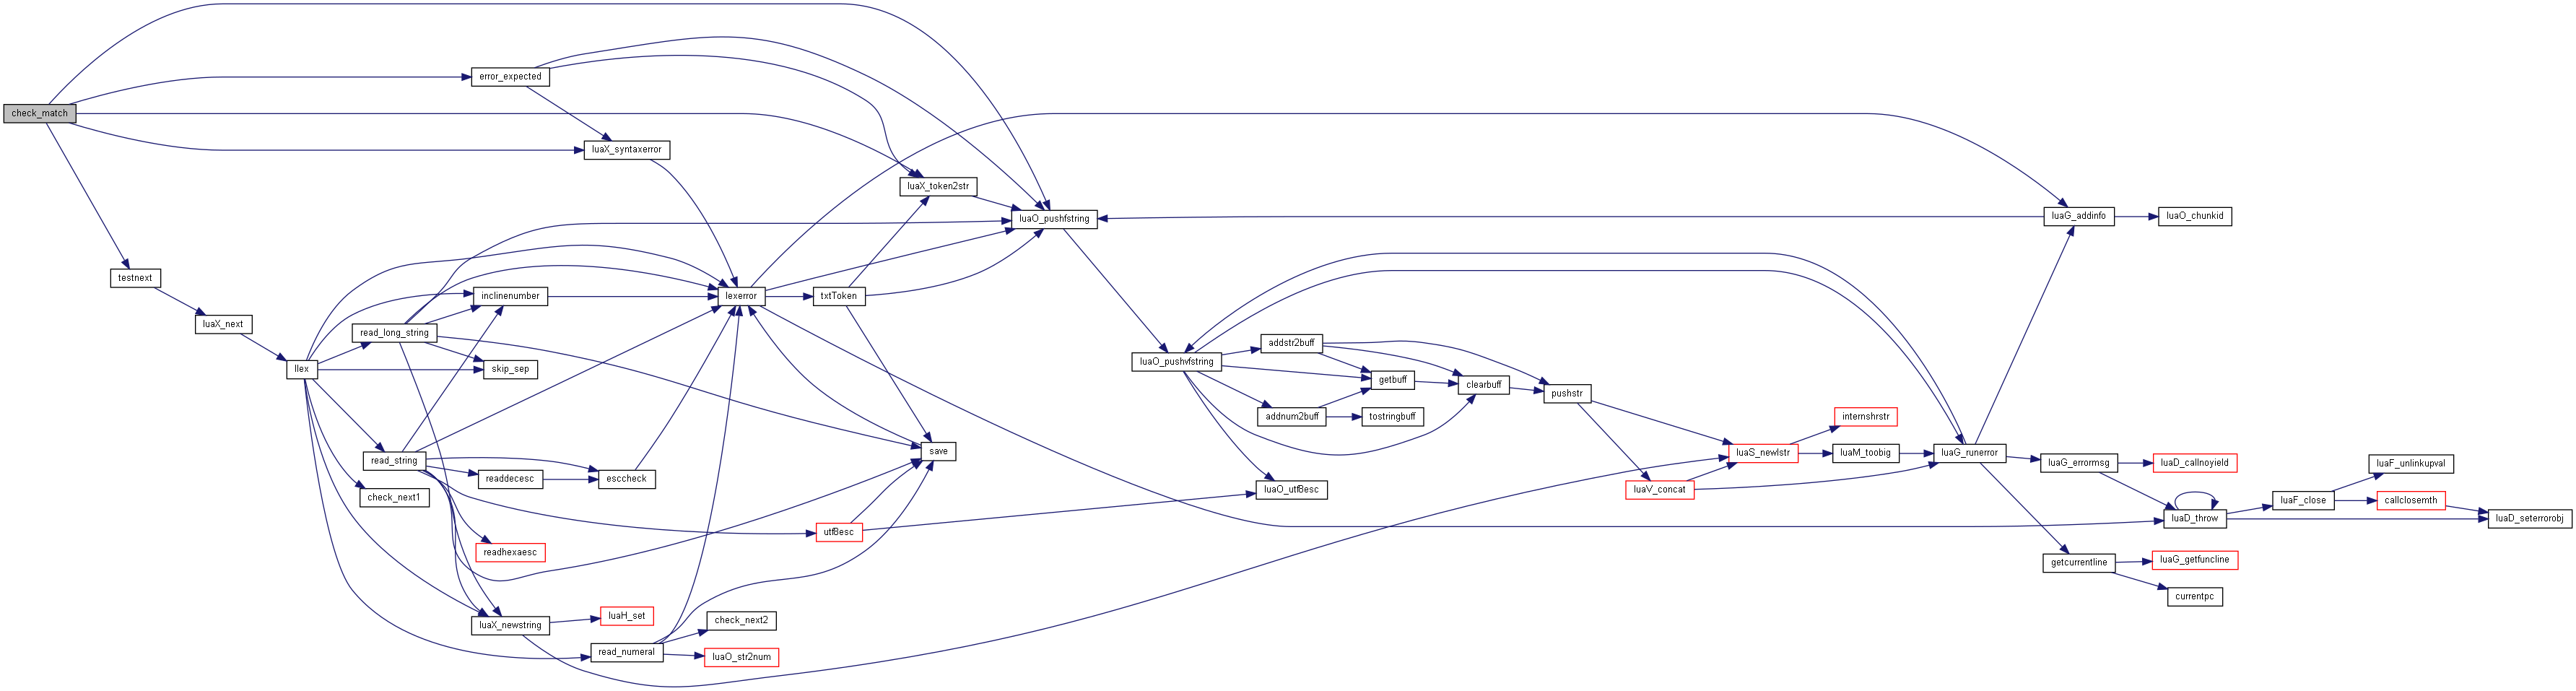 check_match
error_expected
luaX_syntaxerror
luaX_token2str
luaO_pushfstring
luaG_addinfo
luaO_chunkid
testnext
luaX_next
llex
read_long_string
inclinenumber
skip_sep
lexerror
txtToken
read_string
check_next1
readdecesc
esccheck
readhexaesc
utf8esc
save
luaX_newstring
luaH_set
read_numeral
check_next2
luaO_str2num
luaO_pushvfstring
addstr2buff
getbuff
addnum2buff
tostringbuff
clearbuff
pushstr
luaO_utf8esc
luaV_concat
luaS_newlstr
internshrstr
luaM_toobig
luaG_runerror
luaG_errormsg
luaD_callnoyield
luaD_throw
luaF_close
luaF_unlinkupval
callclosemth
luaD_seterrorobj
getcurrentline
luaG_getfuncline
currentpc